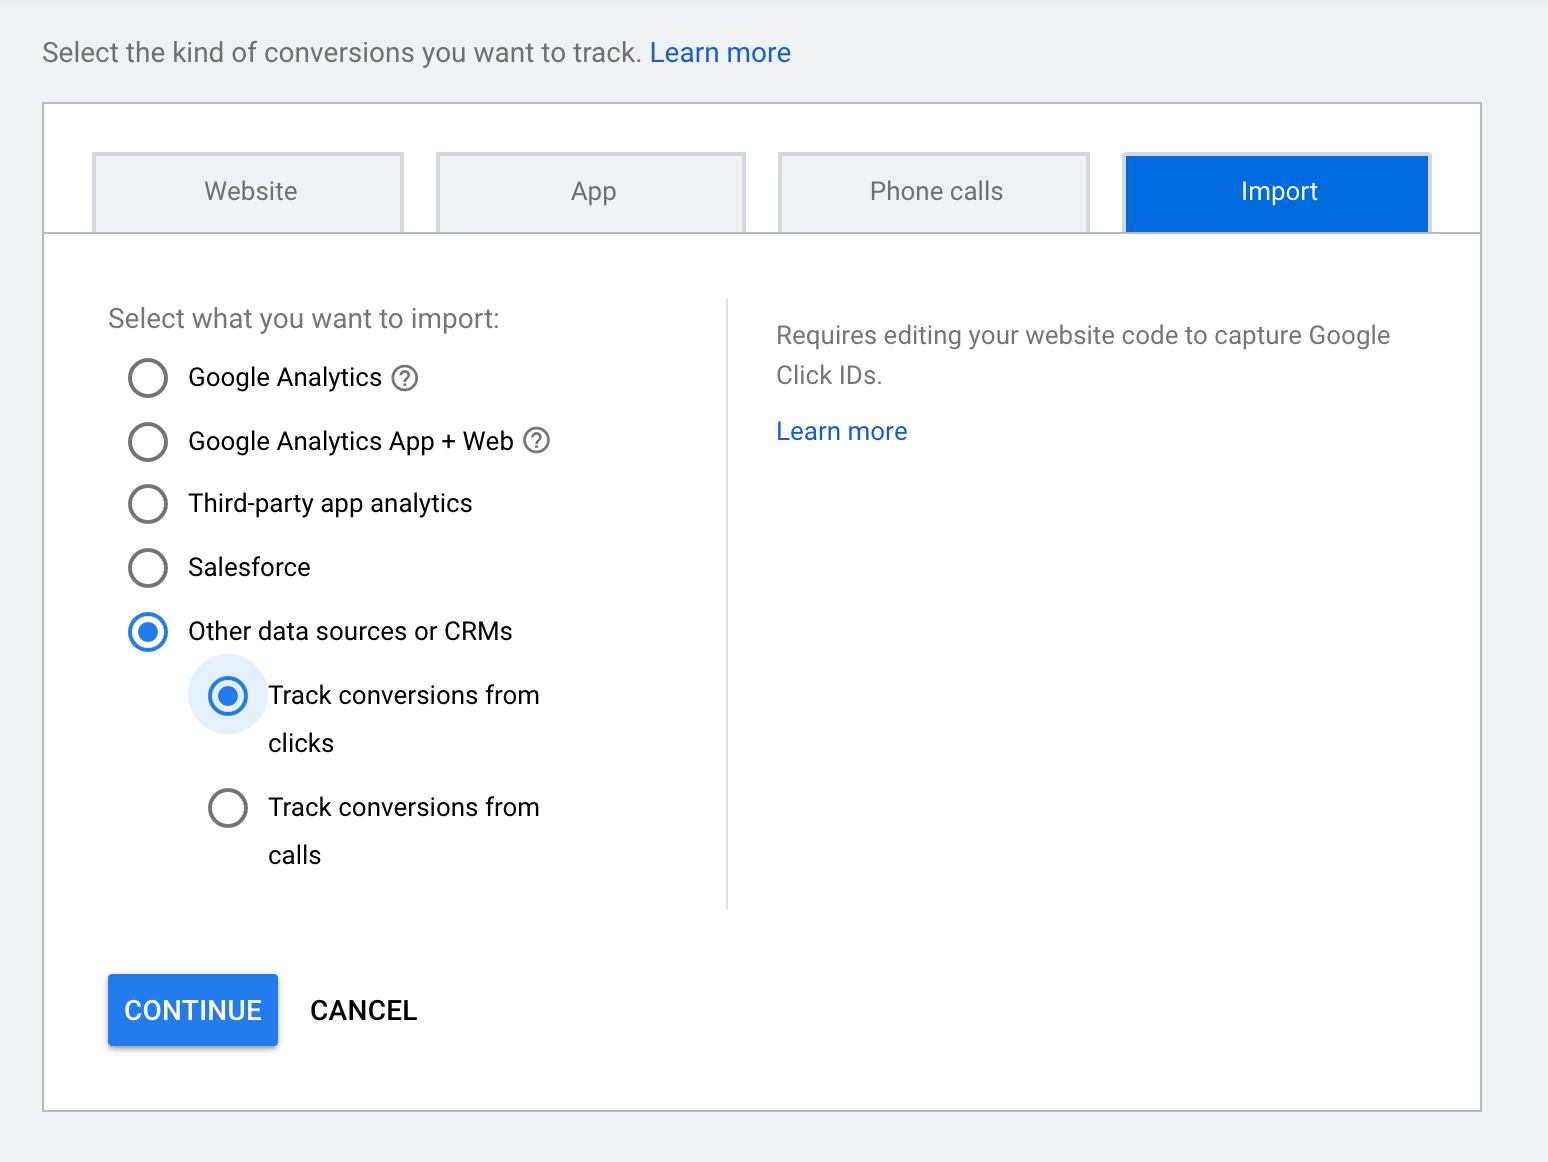 Select the kind of conversions you want to track. Learn more
Website
App
Phone calls
Import
Select what you want to import:
Google Analytics ?
Google Analytics App + Web ?
Third-party app analytics
Salesforce
Other data sources or CRMs
Track conversions from
clicks
Track conversions from
calls
Requires editing your website code to capture Google
Click IDs.
Learn more
CONTINUE
CANCEL